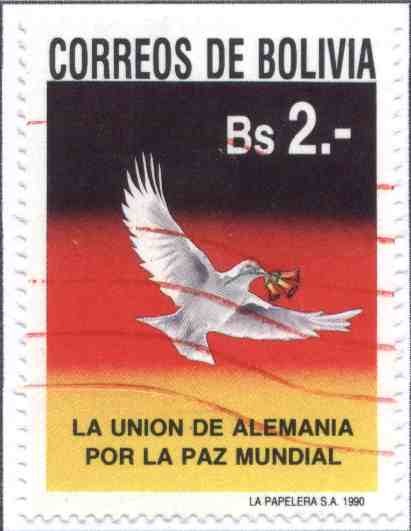 CORREOS DE BOLIVIA
Bs 2.-
LA UNION DE ALEMANIA
POR LA PAZ MUNDIAL
LA PAPELERA S.A. 1990